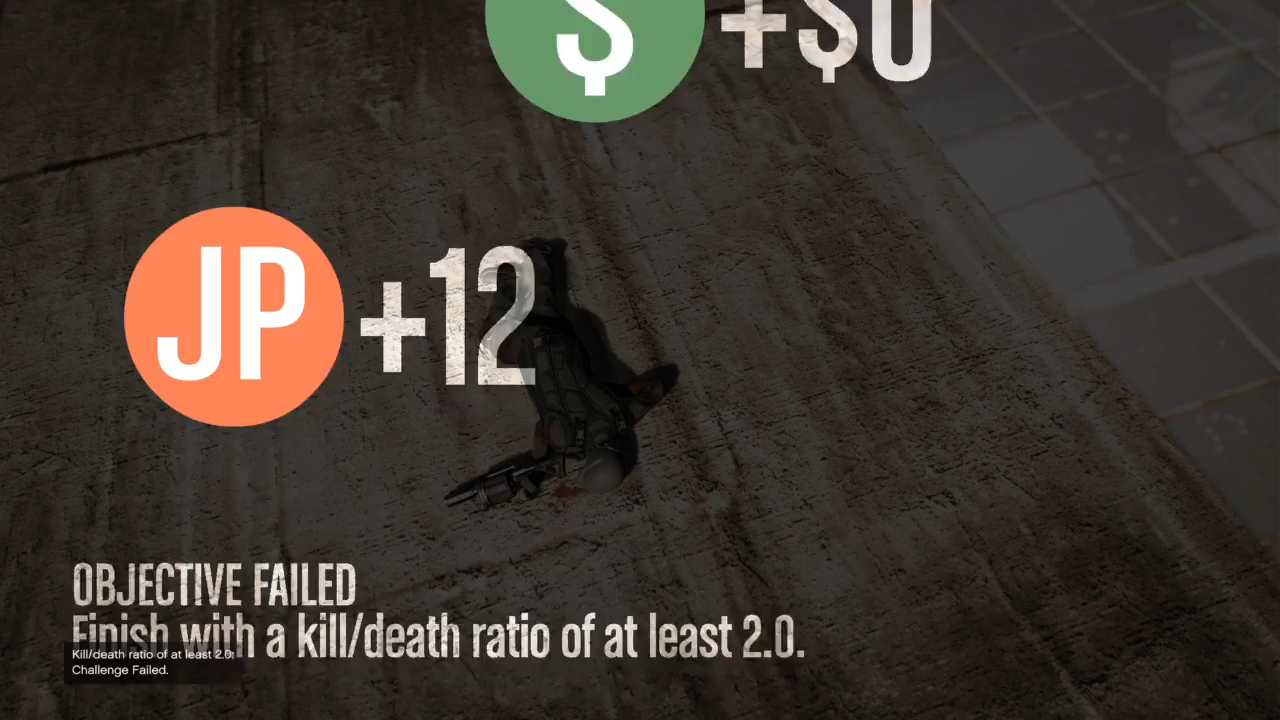 $ +$0
JP +12
OBJECTIVE FAILED
Finish with a kill/death ratio of at least 2.0.
Kill/death ratio of at least 2.0:
Challenge Failed.